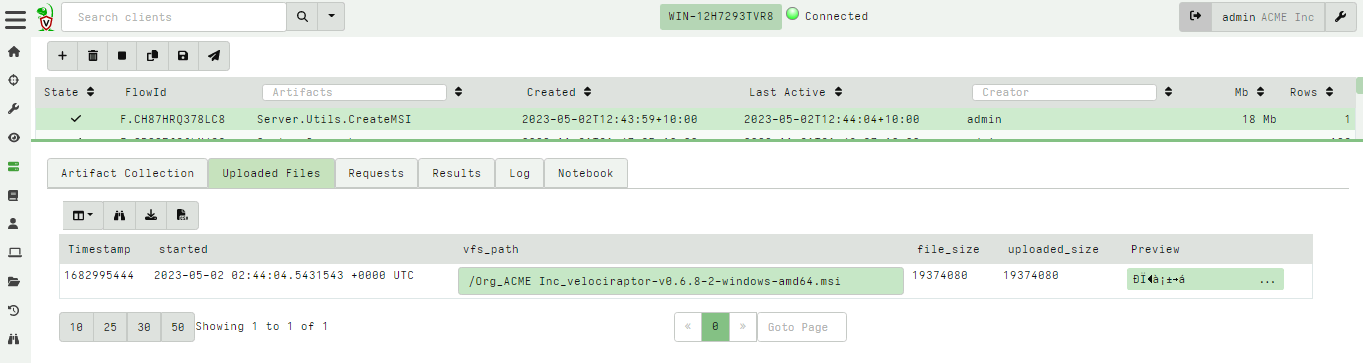 Search clients
WIN-12H7293TVR8 Connected
admin ACME Inc
State FlowId Artifacts Created Last Active Creator Mb Rows
F.CH87HRQ378LC8 Server.Utils.CreateMSI 2023-05-02T12:43:59+10:00 2023-05-02T12:44:04+10:00 admin 18 Mb 1
Artifact Collection Uploaded Files Requests Results Log Notebook
Timestamp started vfs_path file_size uploaded_size Preview
1682995444 2023-05-02 02:44:04.5431543 +0000 UTC /Org_ACME Inc_velociraptor-v0.6.8-2-windows-amd64.msi 19374080 19374080 ÐÏ◀à¡±→á ...
10 25 30 50 Showing 1 to 1 of 1 « 0 » Goto Page